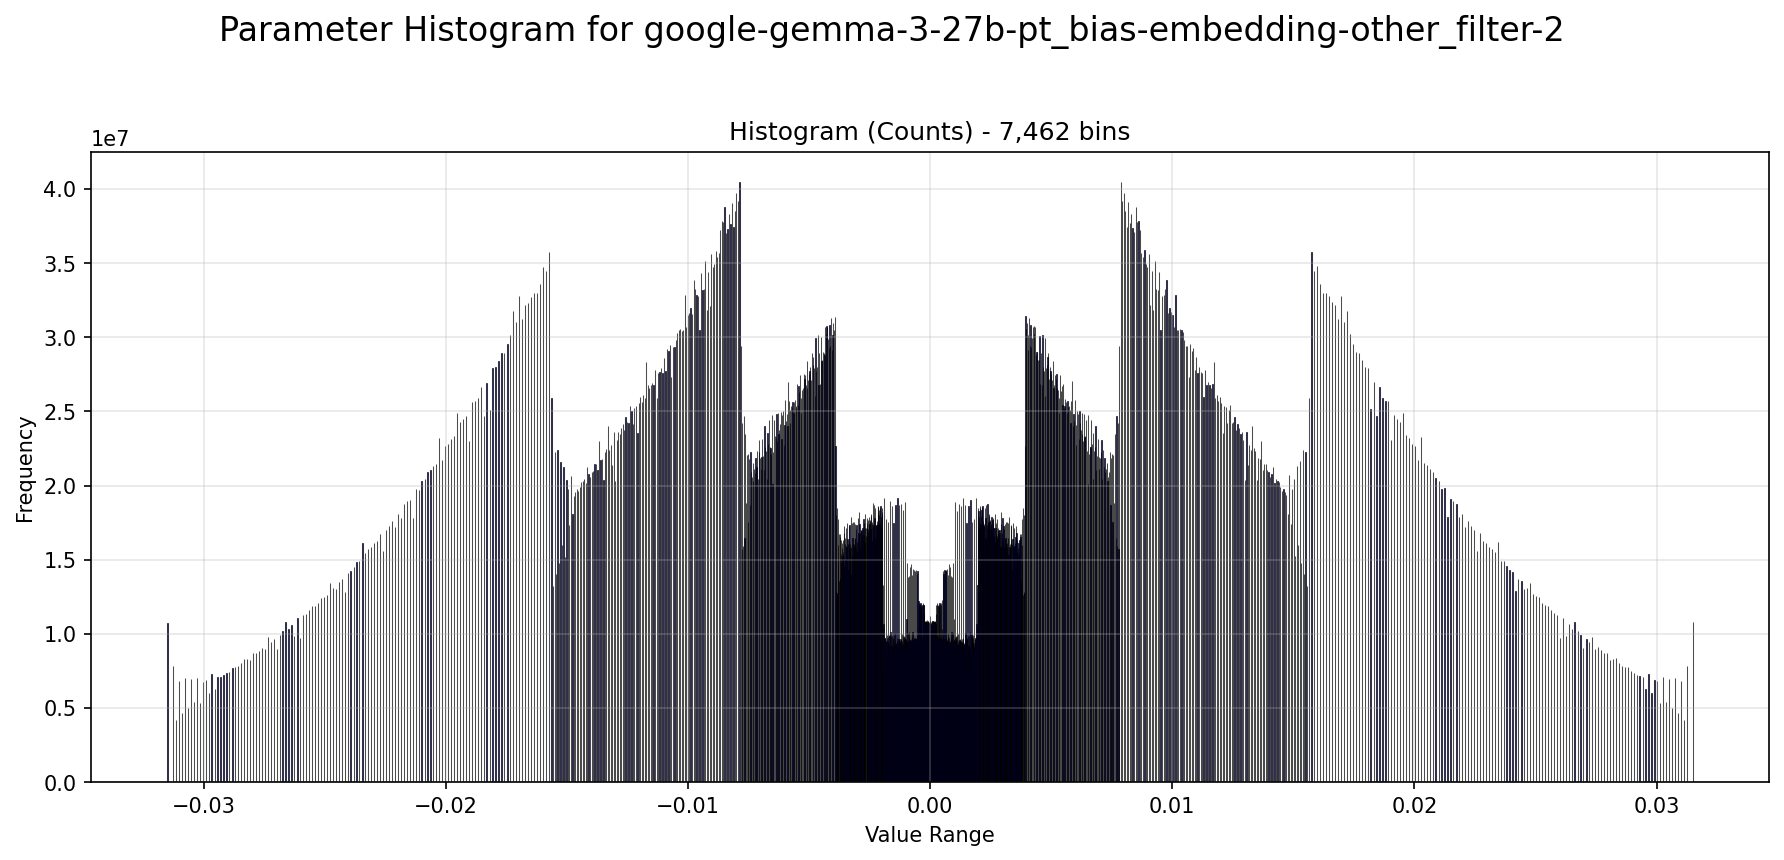 Parameter Histogram for google-gemma-3-27b-pt_bias-embedding-other_filter-2
Histogram (Counts) - 7,462 bins
1e7
4.0
3.5
3.0
2.5
2.0
1.5
1.0
0.5
0.0
Frequency
−0.03 −0.02 −0.01 0.00 0.01 0.02 0.03
Value Range